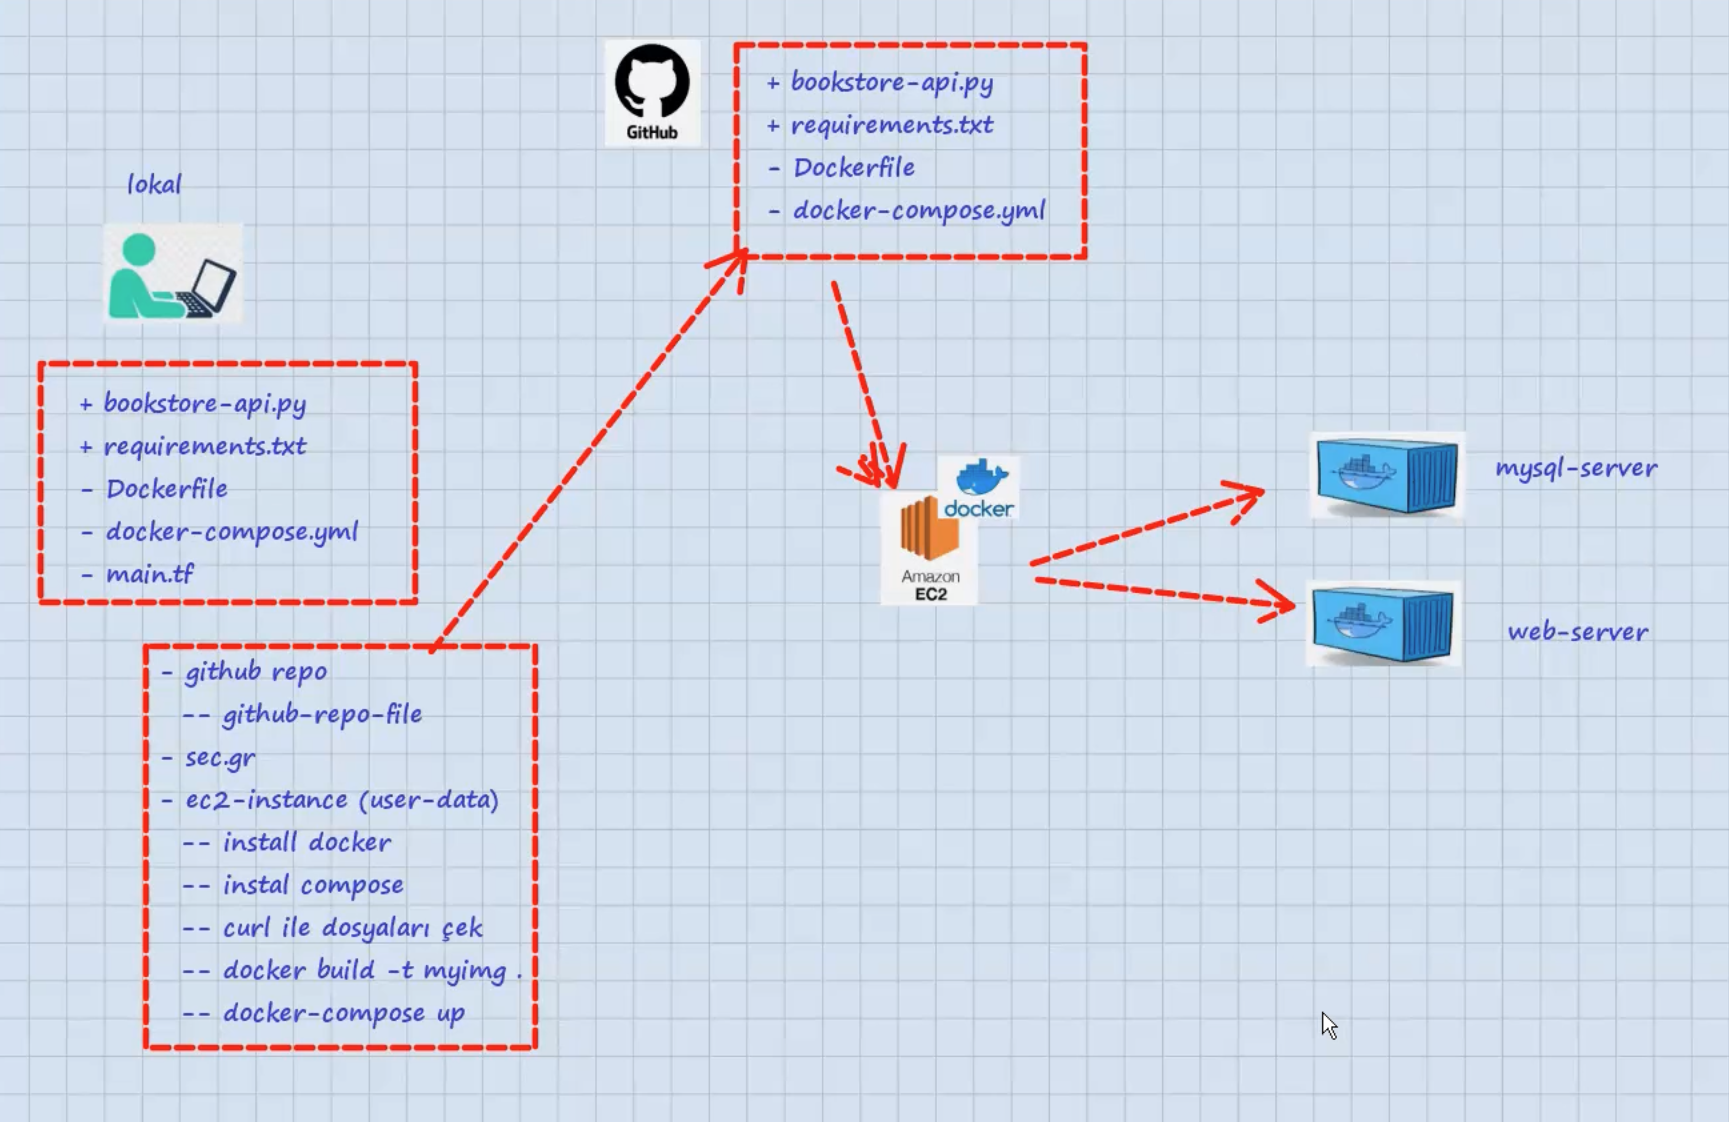 GitHub
+ bookstore-api.py
+ requirements.txt
- Dockerfile
- docker-compose.yml
lokal
+ bookstore-api.py
+ requirements.txt
- Dockerfile
- docker-compose.yml
- main.tf
docker
Amazon
EC2
mysql-server
web-server
- github repo
-- github-repo-file
- sec.gr
- ec2-instance (user-data)
-- install docker
-- instal compose
-- curl ile dosyaları çek
-- docker build -t myimg .
-- docker-compose up